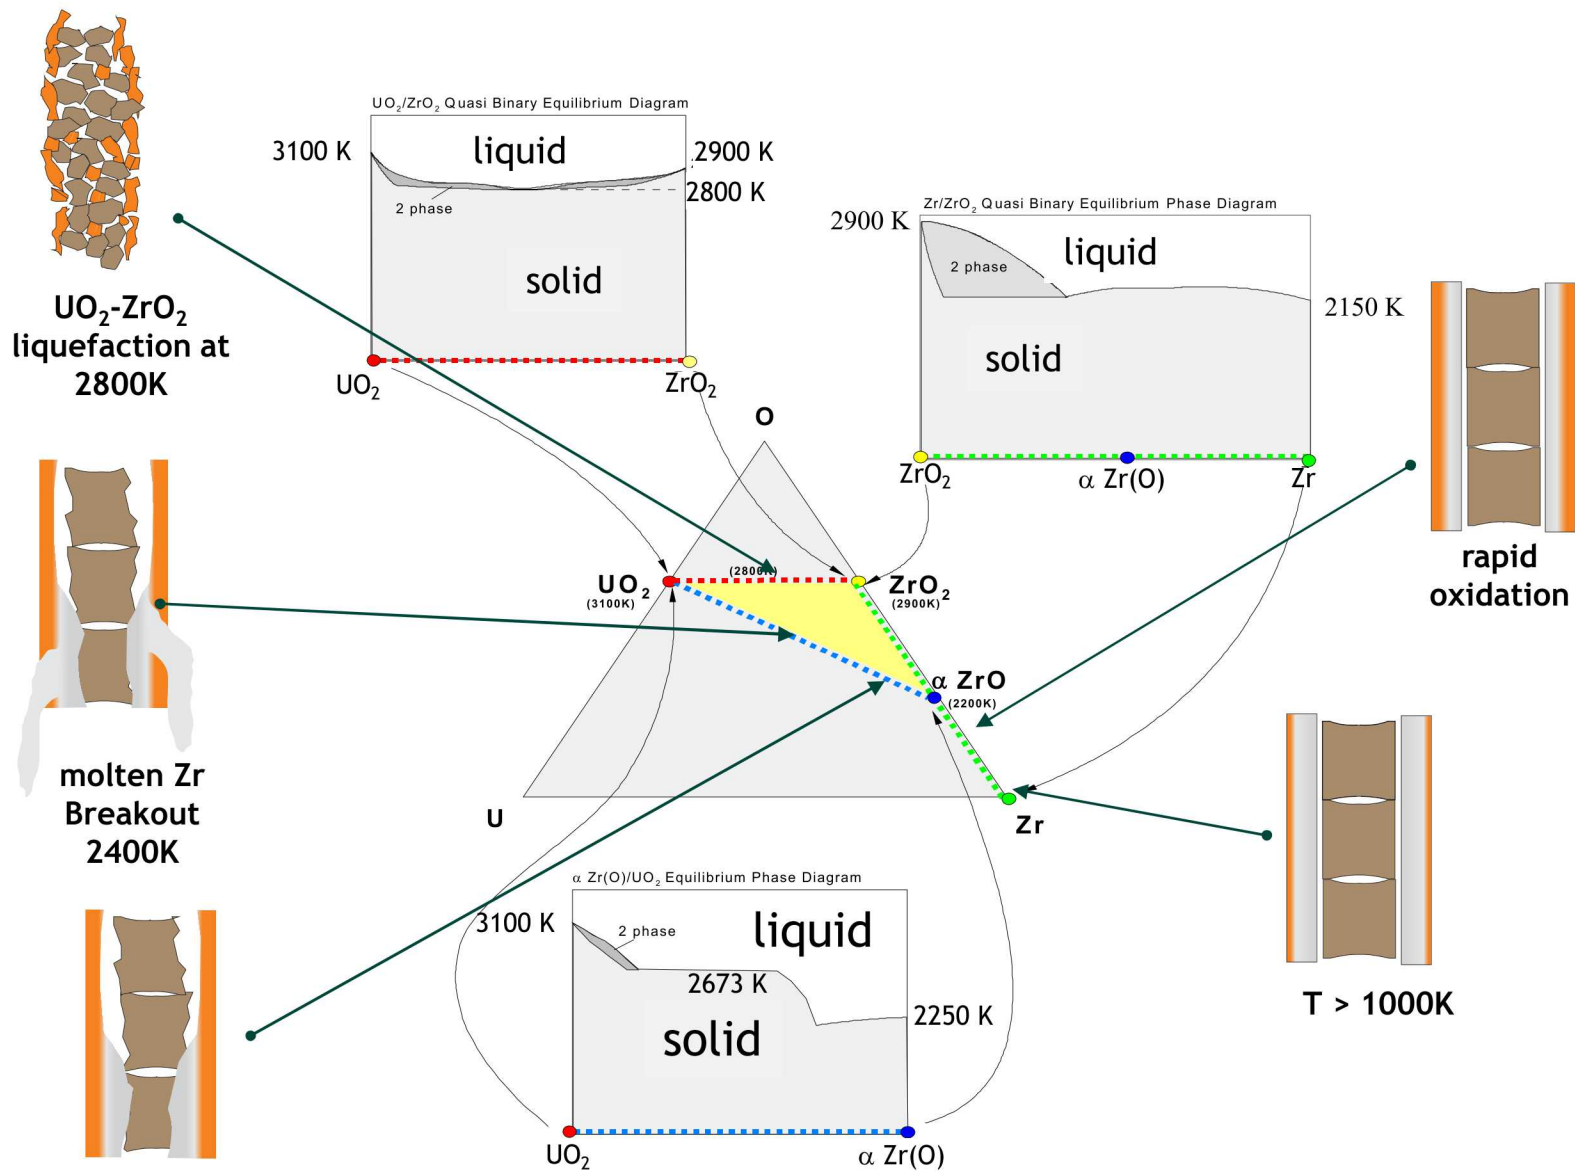 UO₂/ZrO₂ Quasi Binary Equilibrium Diagram
3100 K
liquid
2900 K
2800 K
2 phase
solid
UO₂
ZrO₂
Zr/ZrO₂ Quasi Binary Equilibrium Phase Diagram
2900 K
liquid
2 phase
2150 K
solid
ZrO₂
α Zr(O)
Zr
UO₂-ZrO₂
liquefaction at
2800K
rapid
oxidation
O
UO₂
(3100K)
(2800K)
ZrO₂
(2900K)
α ZrO
(2200K)
U
Zr
molten Zr
Breakout
2400K
T > 1000K
α Zr(O)/UO₂ Equilibrium Phase Diagram
3100 K
2 phase
liquid
2673 K
2250 K
solid
UO₂
α Zr(O)